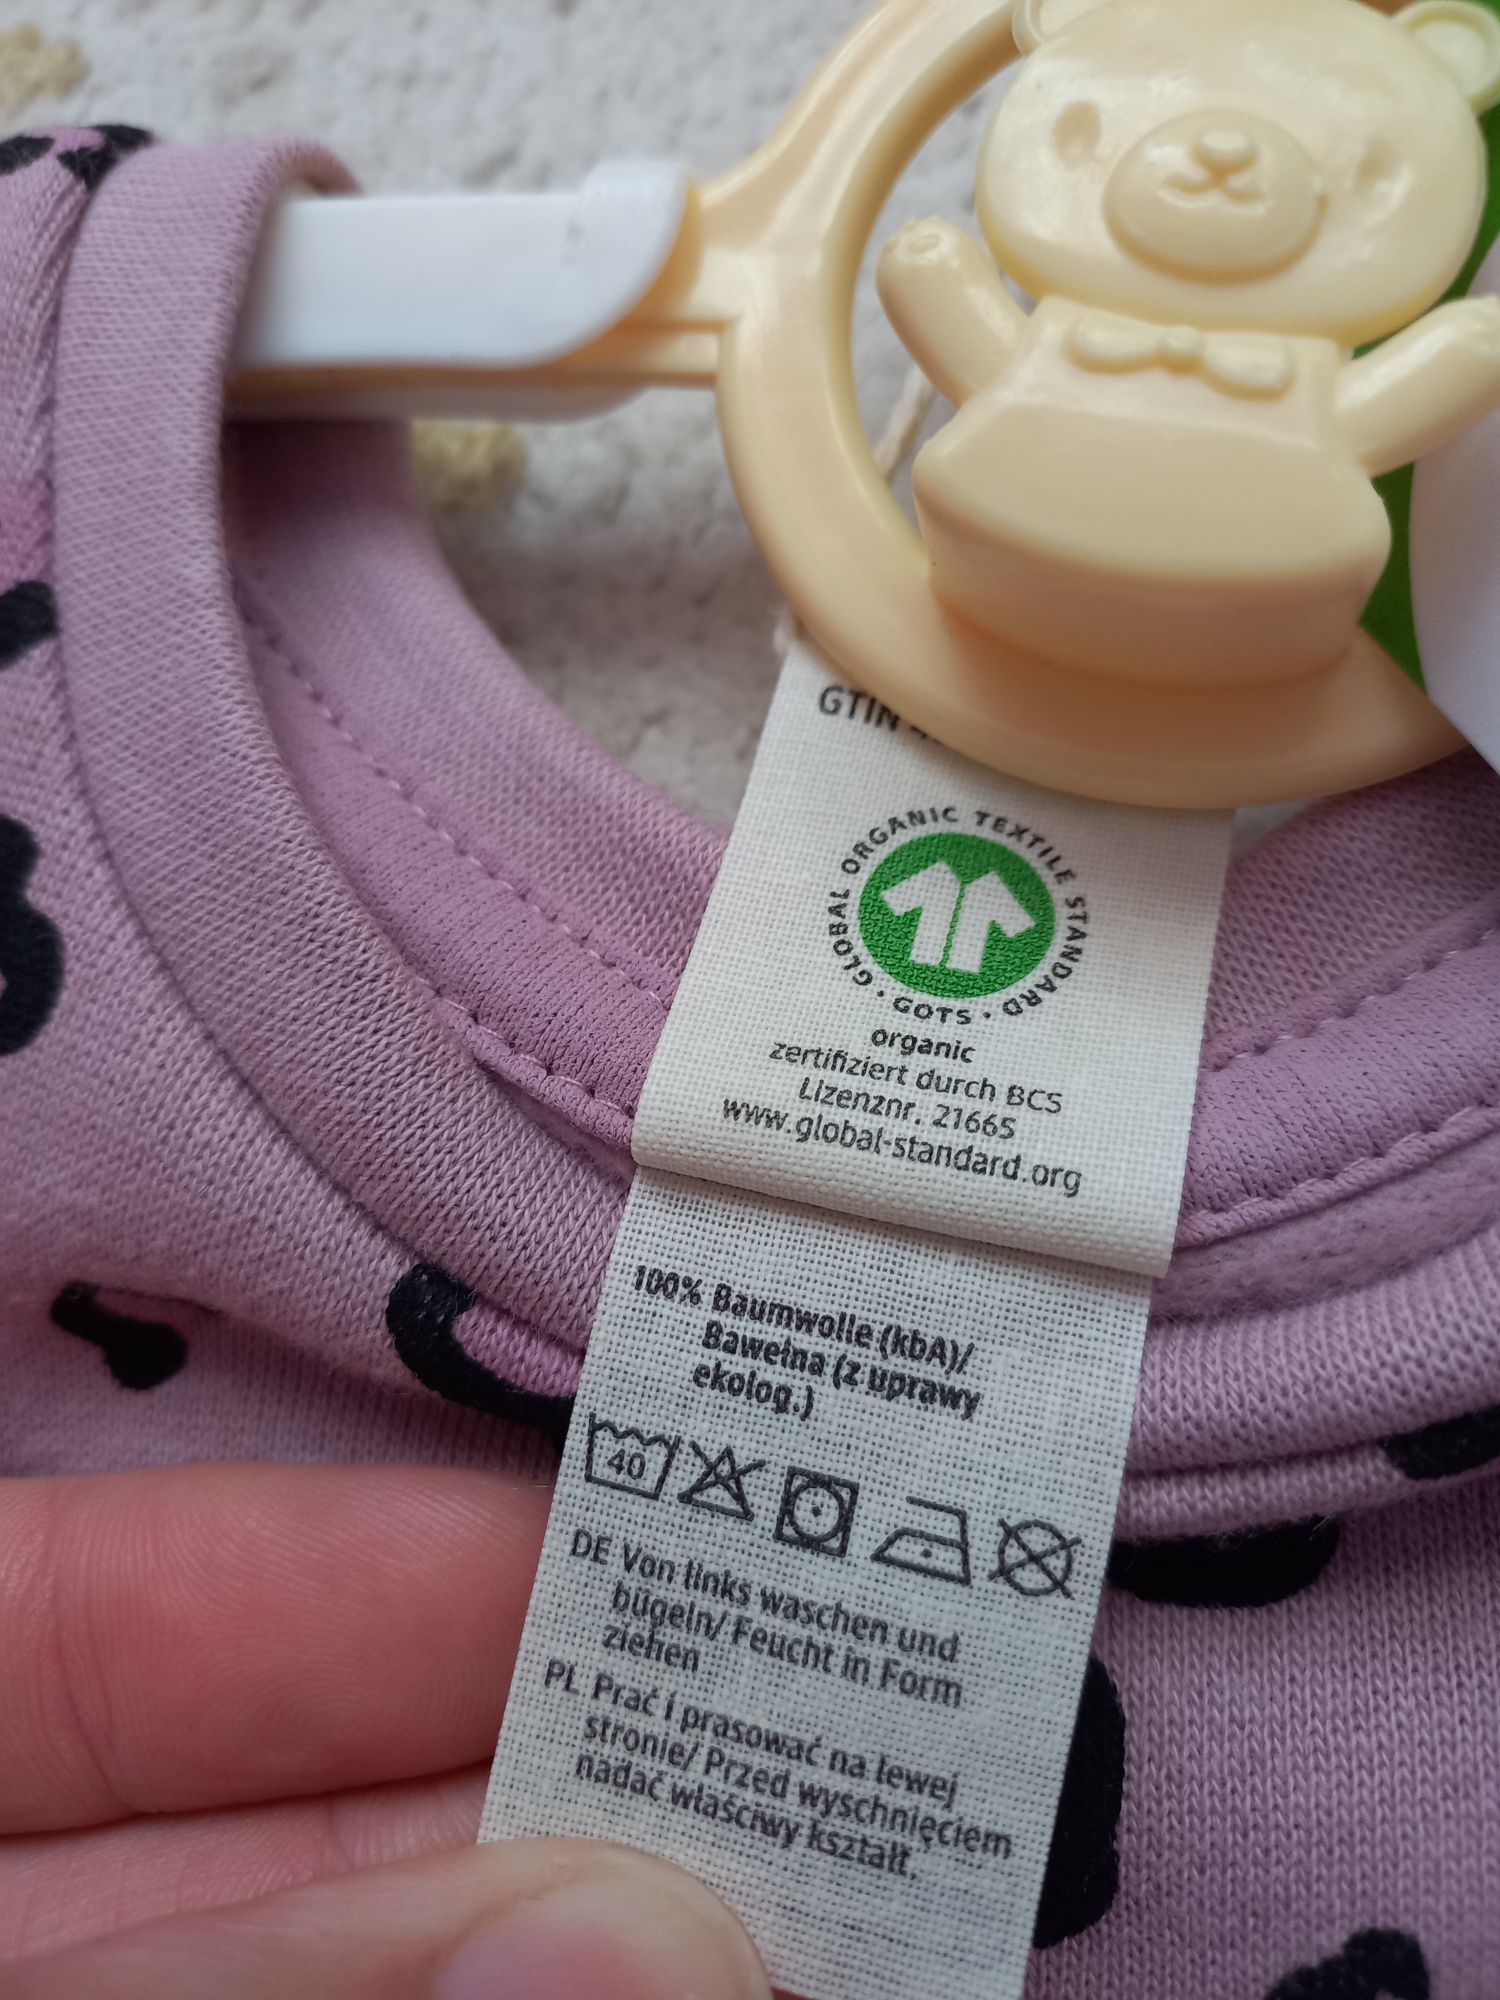 GTIN
GLOBAL ORGANIC TEXTILE STANDARD · GOTS ·
organic
zertifiziert durch BCS
Lizenznr. 21665
www.global-standard.org
100% Baumwolle (kbA)/
Bawełna (z uprawy
ekolog.)
40
DE Von links waschen und
bügeln/ Feucht in Form
ziehen
PL Prać i prasować na lewej
stronie/ Przed wyschnięciem
nadać właściwy kształt.